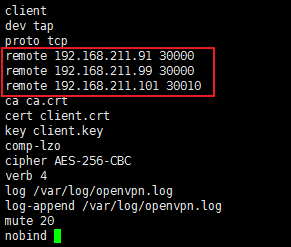 client
dev tap
proto tcp
remote 192.168.211.91 30000
remote 192.168.211.99 30000
remote 192.168.211.101 30010
ca ca.crt
cert client.crt
key client.key
comp-lzo
cipher AES-256-CBC
verb 4
log /var/log/openvpn.log
log-append /var/log/openvpn.log
mute 20
nobind